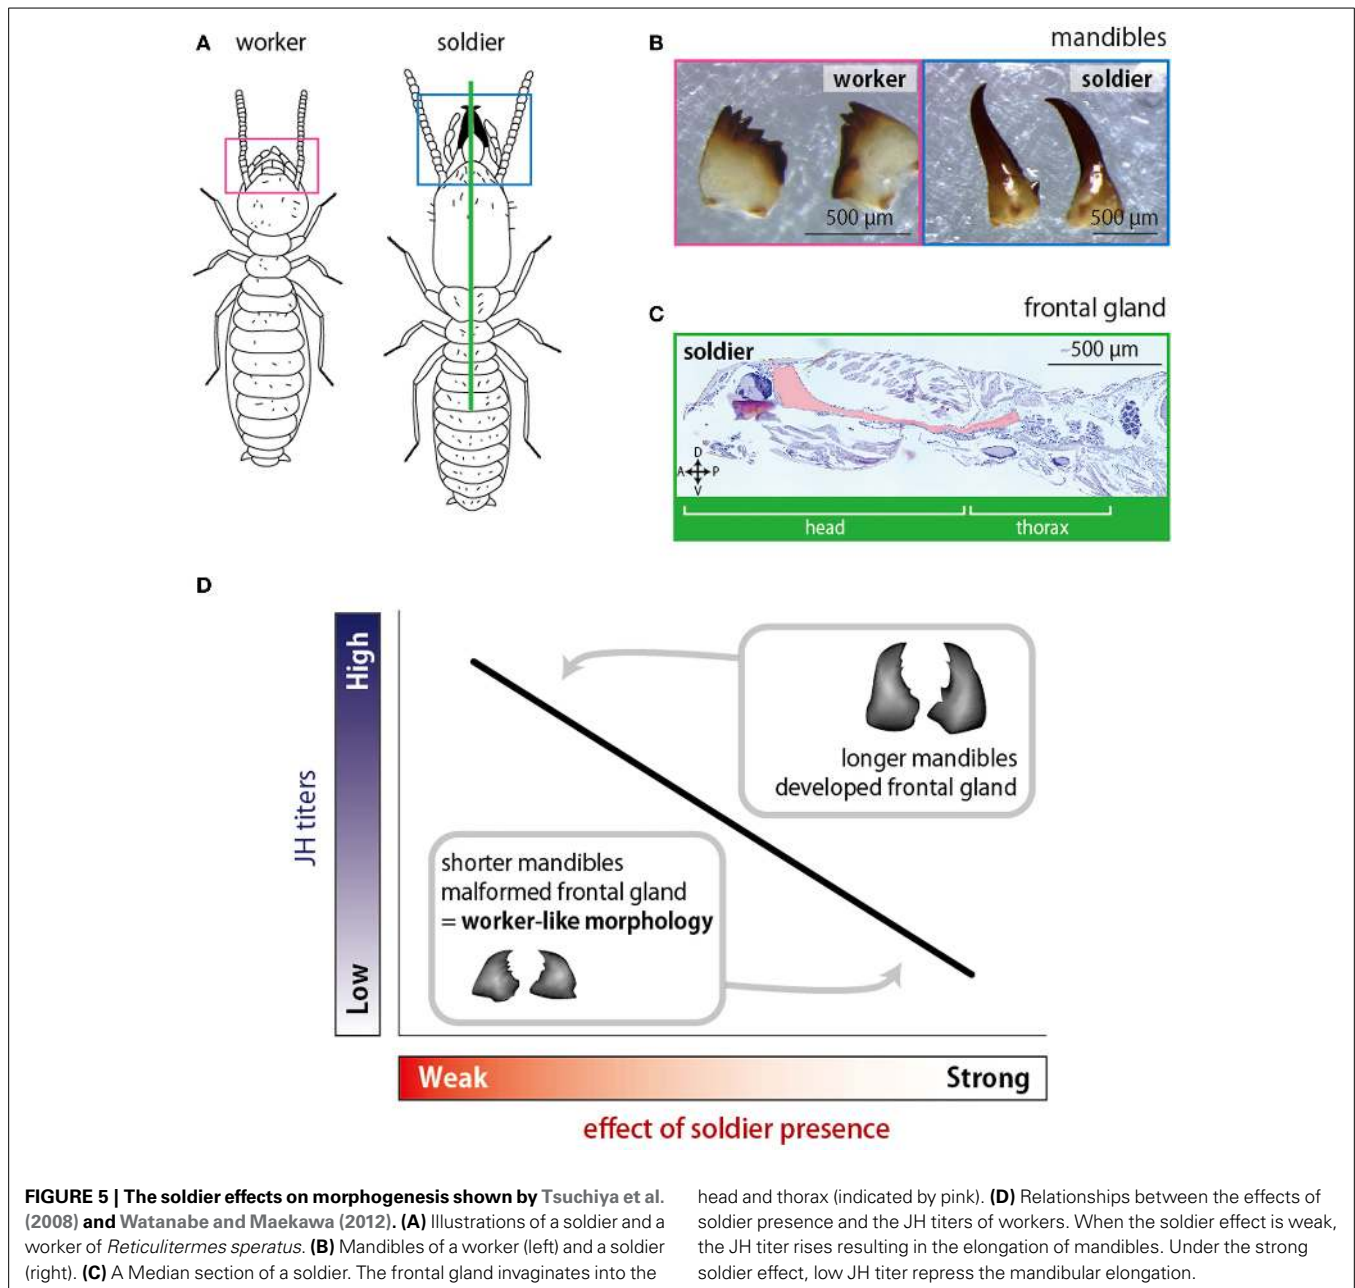 A
worker
soldier
B
mandibles
worker
soldier
500 µm
500 µm
C
frontal gland
soldier
500 µm
D
A
P
V
head
thorax
D
High
JH titers
Low
longer mandibles
developed frontal gland
shorter mandibles
malformed frontal gland
= worker-like morphology
Weak
Strong
effect of soldier presence
FIGURE 5 | The soldier effects on morphogenesis shown by Tsuchiya et al.
(2008) and Watanabe and Maekawa (2012). (A) Illustrations of a soldier and a
worker of Reticulitermes speratus. (B) Mandibles of a worker (left) and a soldier
(right). (C) A Median section of a soldier. The frontal gland invaginates into the
head and thorax (indicated by pink). (D) Relationships between the effects of
soldier presence and the JH titers of workers. When the soldier effect is weak,
the JH titer rises resulting in the elongation of mandibles. Under the strong
soldier effect, low JH titer repress the mandibular elongation.